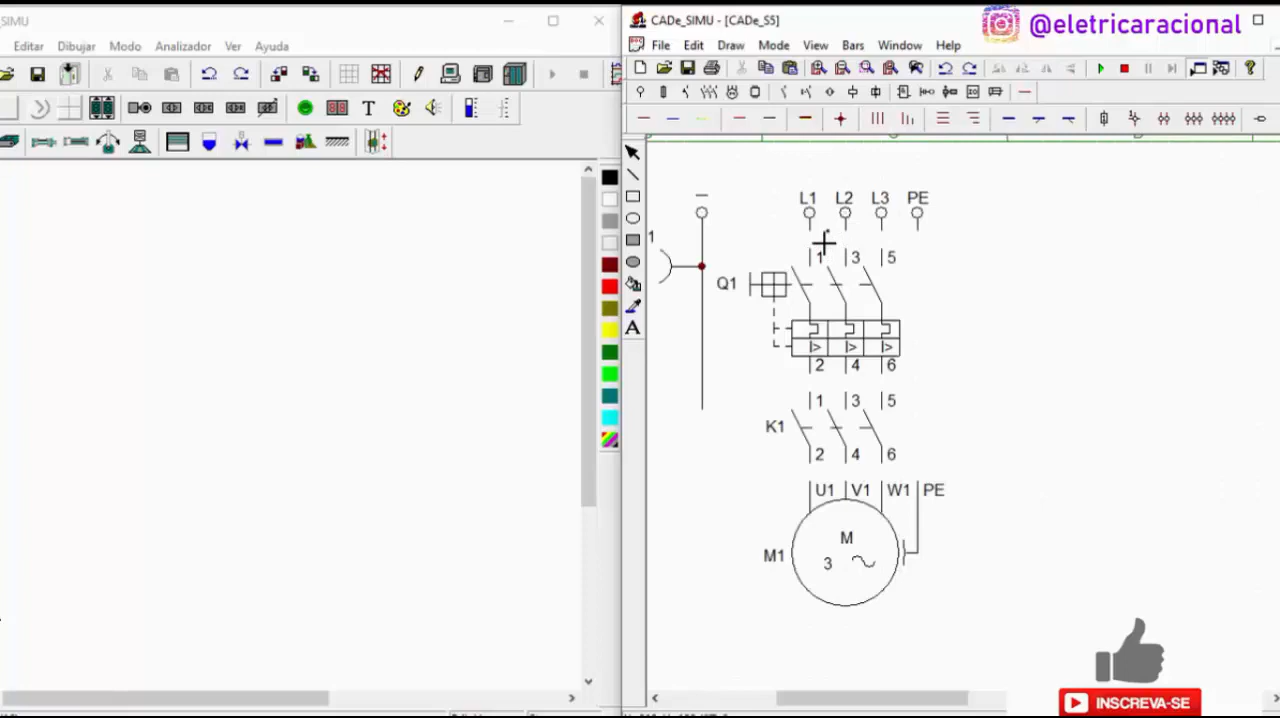 SIMU
Editar Dibujar Modo Analizador Ver Ayuda
T
CADe_SIMU - [CADe_S5]
@eletricaracional
File Edit Draw Mode View Bars Window Help
A
1
L1 L2 L3 PE
1 3 5
Q1
I> I> I>
2 4 6
1 3 5
K1
2 4 6
U1 V1 W1 PE
M
M1 3
INSCREVA-SE